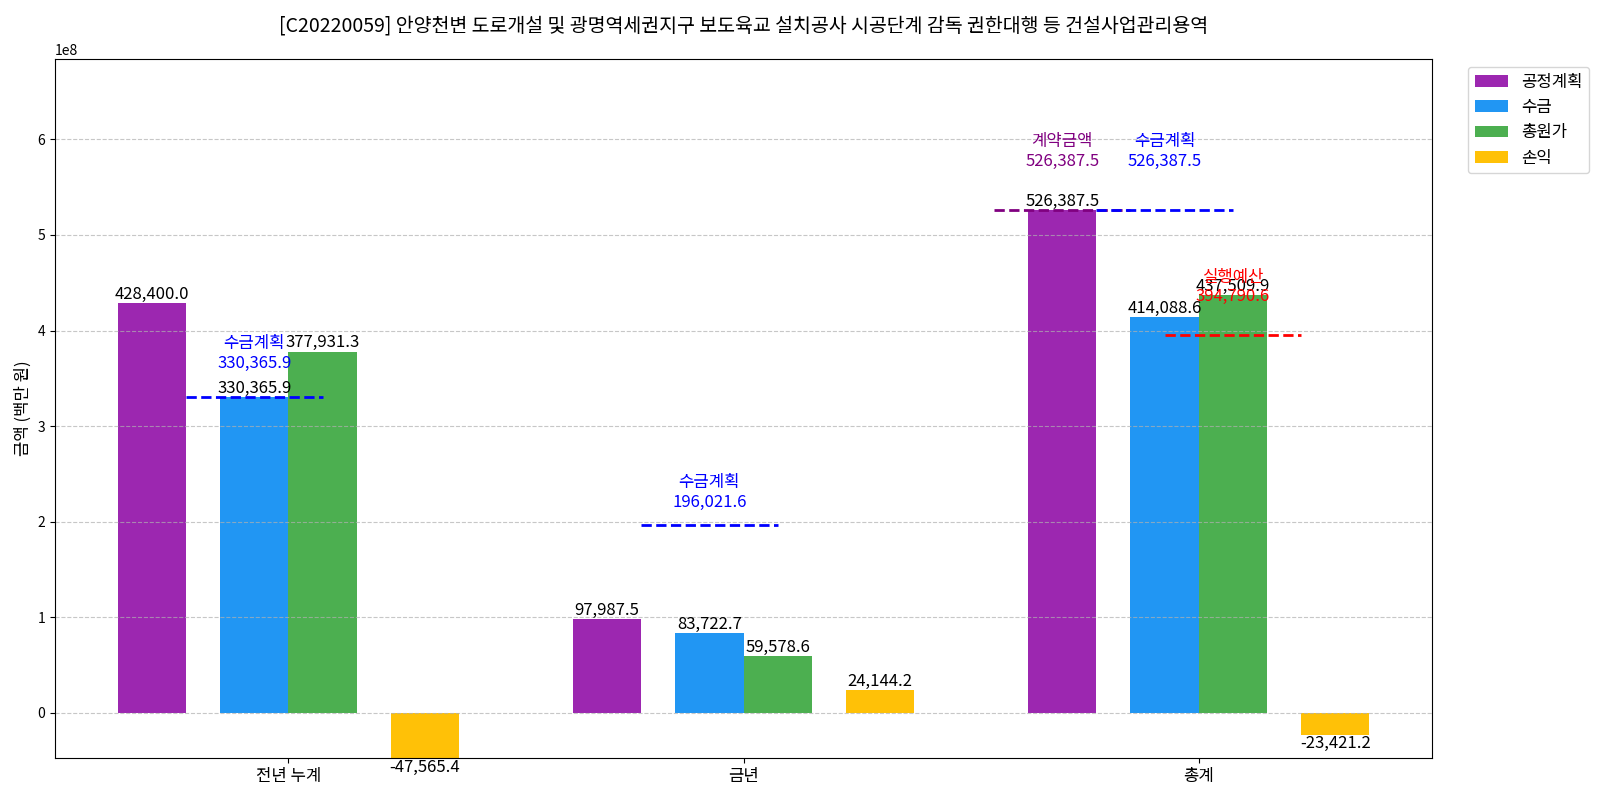 [C20220059] 안양천변 도로개설 및 광명역세권지구 보도육교 설치공사 시공단계 감독 권한대행 등 건설사업관리용역
1e8
공정계획
수금
총원가
손익
금액 (백만 원)
6
5
4
3
2
1
0
428,400.0
수금계획
330,365.9
330,365.9
377,931.3
-47,565.4
97,987.5
수금계획
196,021.6
83,722.7
59,578.6
24,144.2
계약금액
526,387.5
526,387.5
수금계획
526,387.5
414,088.6
실행예산
394,790.6
437,509.9
-23,421.2
전년 누계
금년
총계